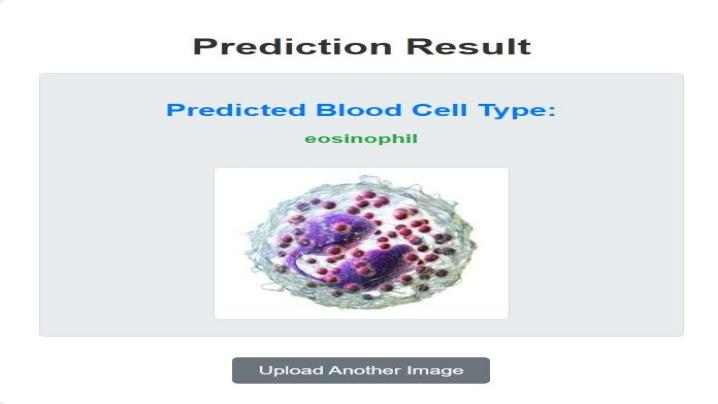 Prediction Result
Predicted Blood Cell Type:
eosinophil
Upload Another Image